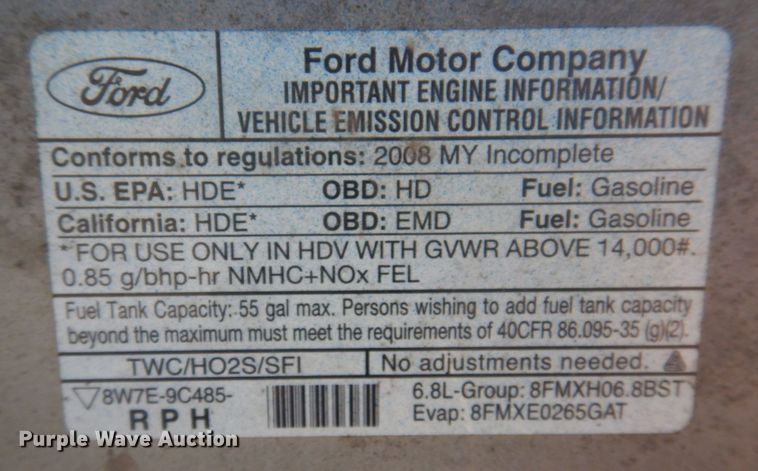 Ford
Ford Motor Company
IMPORTANT ENGINE INFORMATION/
VEHICLE EMISSION CONTROL INFORMATION
Conforms to regulations: 2008 MY Incomplete
U.S. EPA: HDE* OBD: HD Fuel: Gasoline
California: HDE* OBD: EMD Fuel: Gasoline
*FOR USE ONLY IN HDV WITH GVWR ABOVE 14,000#.
0.85 g/bhp-hr NMHC+NOx FEL
Fuel Tank Capacity: 55 gal max. Persons wishing to add fuel tank capacity
beyond the maximum must meet the requirements of 40CFR 86.095-35 (g)(2).
TWC/HO2S/SFI No adjustments needed.
8W7E-9C485-
RPH
6.8L-Group: 8FMXH06.8BST
Evap: 8FMXE0265GAT
Purple Wave Auction